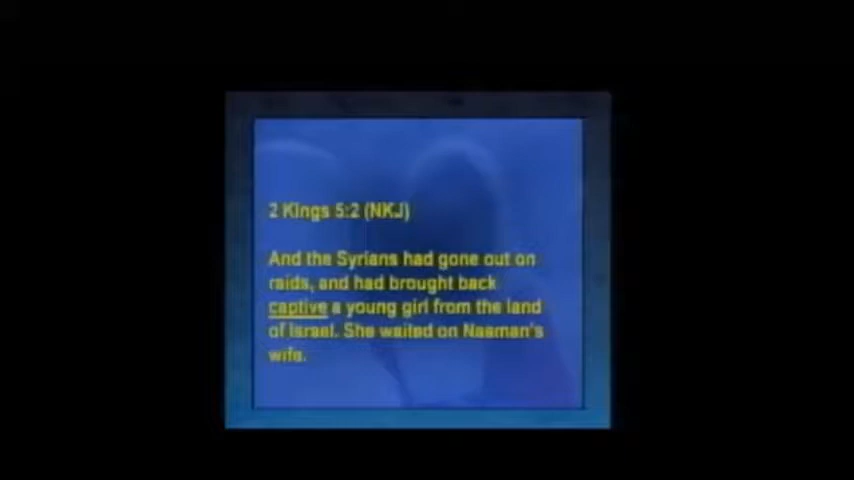 2 Kings 5:2 (NKJ)
And the Syrians had gone out on
raids, and had brought back
captive a young girl from the land
of Israel. She waited on Naaman's
wife.